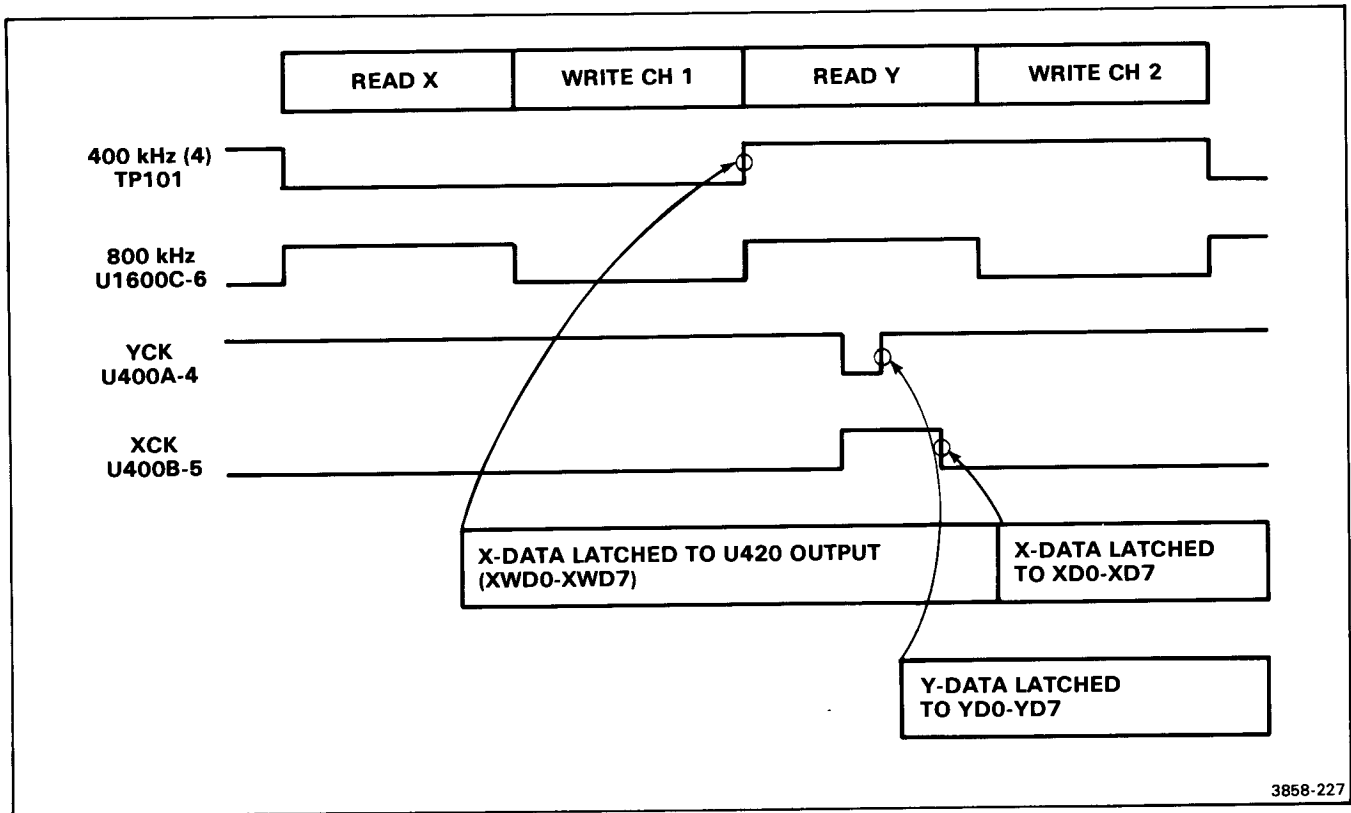 READ X
WRITE CH 1
READ Y
WRITE CH 2
400 kHz (4)
TP101
800 kHz
U1600C-6
YCK
U400A-4
XCK
U400B-5
X-DATA LATCHED TO U420 OUTPUT
(XWD0-XWD7)
X-DATA LATCHED
TO XD0-XD7
Y-DATA LATCHED
TO YD0-YD7
3858-227